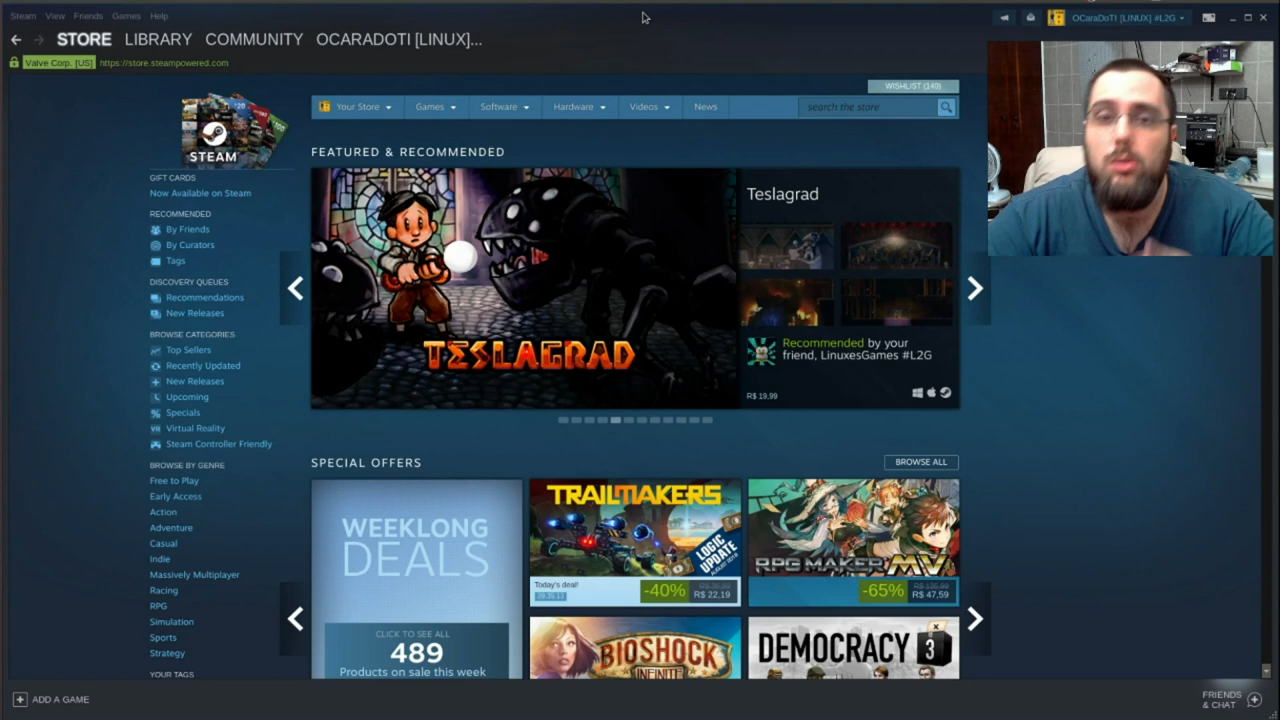 Steam View Friends Games Help
OCaraDoTI [LINUX] #L2G
STORE LIBRARY COMMUNITY OCARADOTI [LINUX]...
Valve Corp. [US] https://store.steampowered.com
WISHLIST (140)
Your Store Games Software Hardware Videos News search the store
STEAM
GIFT CARDS
Now Available on Steam
RECOMMENDED
By Friends
By Curators
Tags
DISCOVERY QUEUES
Recommendations
New Releases
BROWSE CATEGORIES
Top Sellers
Recently Updated
New Releases
Upcoming
Specials
Virtual Reality
Steam Controller Friendly
BROWSE BY GENRE
Free to Play
Early Access
Action
Adventure
Casual
Indie
Massively Multiplayer
Racing
RPG
Simulation
Sports
Strategy
YOUR TAGS
FEATURED & RECOMMENDED
TESLAGRAD
Teslagrad
Recommended by your
friend, LinuxesGames #L2G
R$ 19,99
SPECIAL OFFERS
BROWSE ALL
WEEKLONG
DEALS
CLICK TO SEE ALL
489
Products on sale this week
TRAILMAKERS
LOGIC
UPDATE
Today's deal!
-40%
R$ 22,19
RPG MAKER MV
-65%
R$ 47,59
BIOSHOCK
INFINITE
DEMOCRACY 3
ADD A GAME
FRIENDS
& CHAT